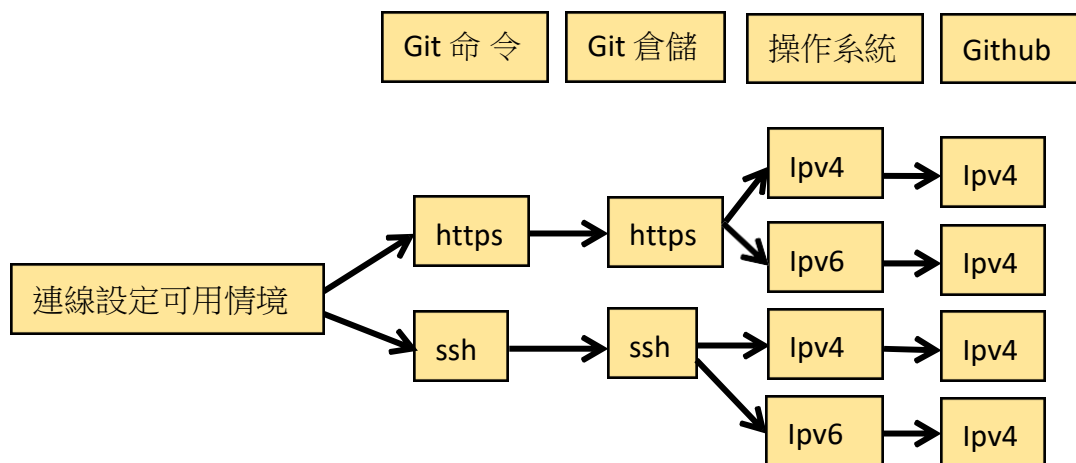 Git 命 令
Git 倉儲
操作系統
Github
Ipv4
Ipv4
https
https
Ipv6
Ipv4
連線設定可用情境
ssh
ssh
Ipv4
Ipv4
Ipv6
Ipv4